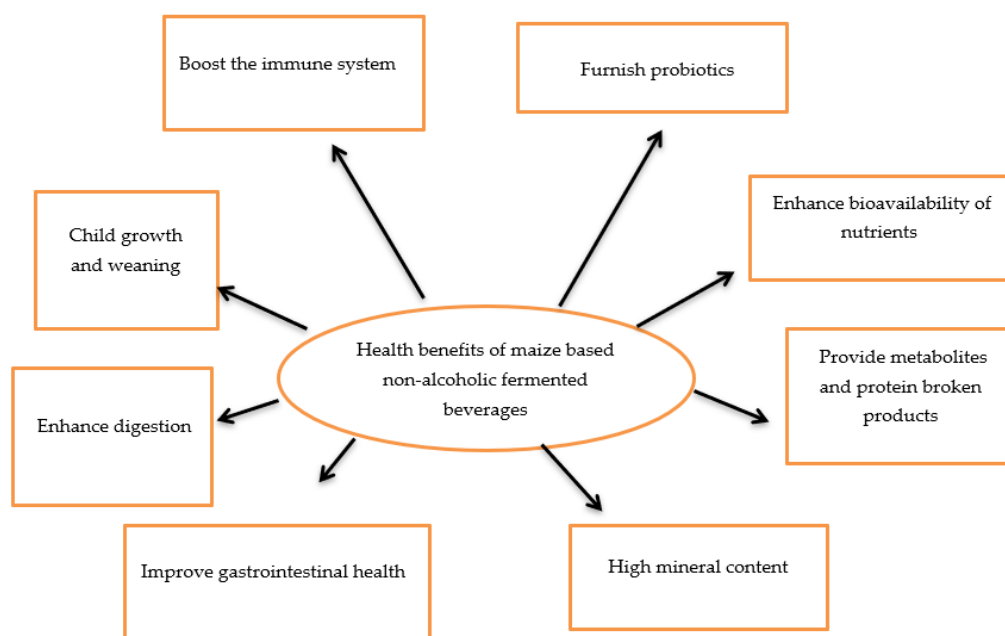 Boost the immune system
Furnish probiotics
Child growth
and weaning
Enhance bioavailability of
nutrients
Health benefits of maize based
non-alcoholic fermented
beverages
Provide metabolites
and protein broken
products
Enhance digestion
Improve gastrointestinal health
High mineral content